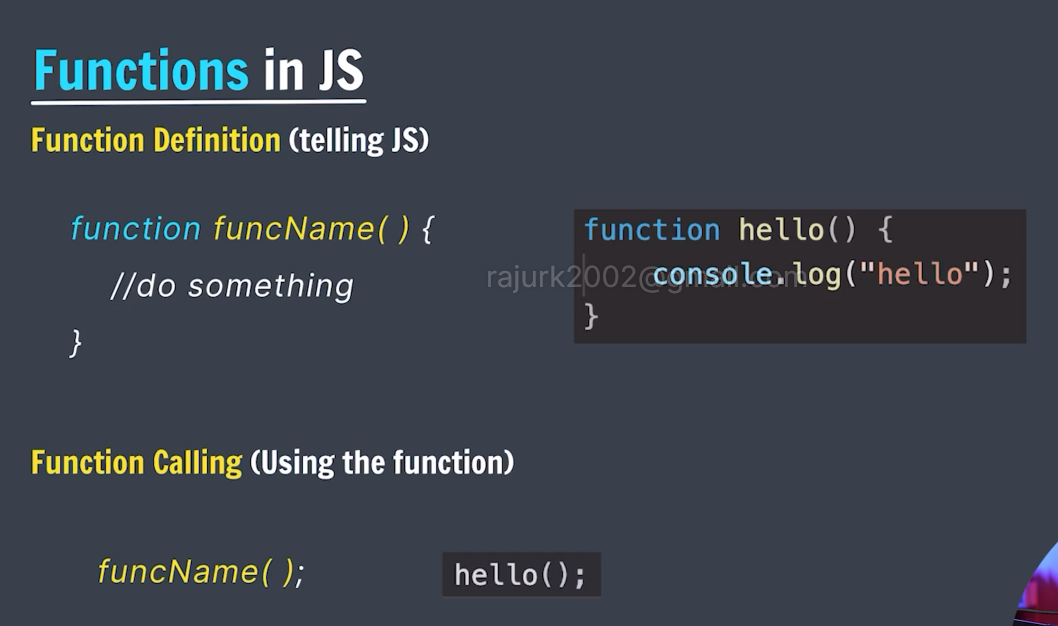 Functions in JS
Function Definition (telling JS)
function funcName( ) {
//do something
}
function hello() {
console.log("hello");
}
rajurk2002@gmail.com
Function Calling (Using the function)
funcName( );
hello();